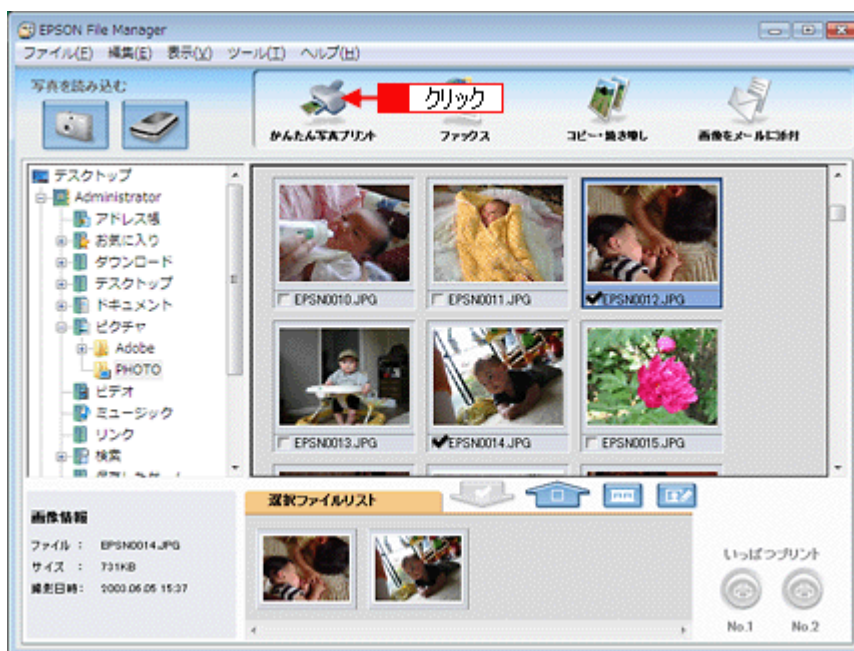 EPSON File Manager
ファイル(F) 編集(E) 表示(V) ツール(T) ヘルプ(H)
写真を読み込む
クリック
かんたん写真プリント
ファックス
コピー・焼き増し
画像をメールに添付
デスクトップ
Administrator
アドレス帳
お気に入り
ダウンロード
デスクトップ
ドキュメント
ピクチャ
Adobe
PHOTO
ビデオ
ミュージック
リンク
検索
EPSN0010.JPG
EPSN0011.JPG
EPSN0012.JPG
EPSN0013.JPG
EPSN0014.JPG
EPSN0015.JPG
選択ファイルリスト
画像情報
ファイル : EPSN0014.JPG
サイズ : 731KB
撮影日時: 2003.06.05 15:37
いっぱつプリント
No.1 No.2